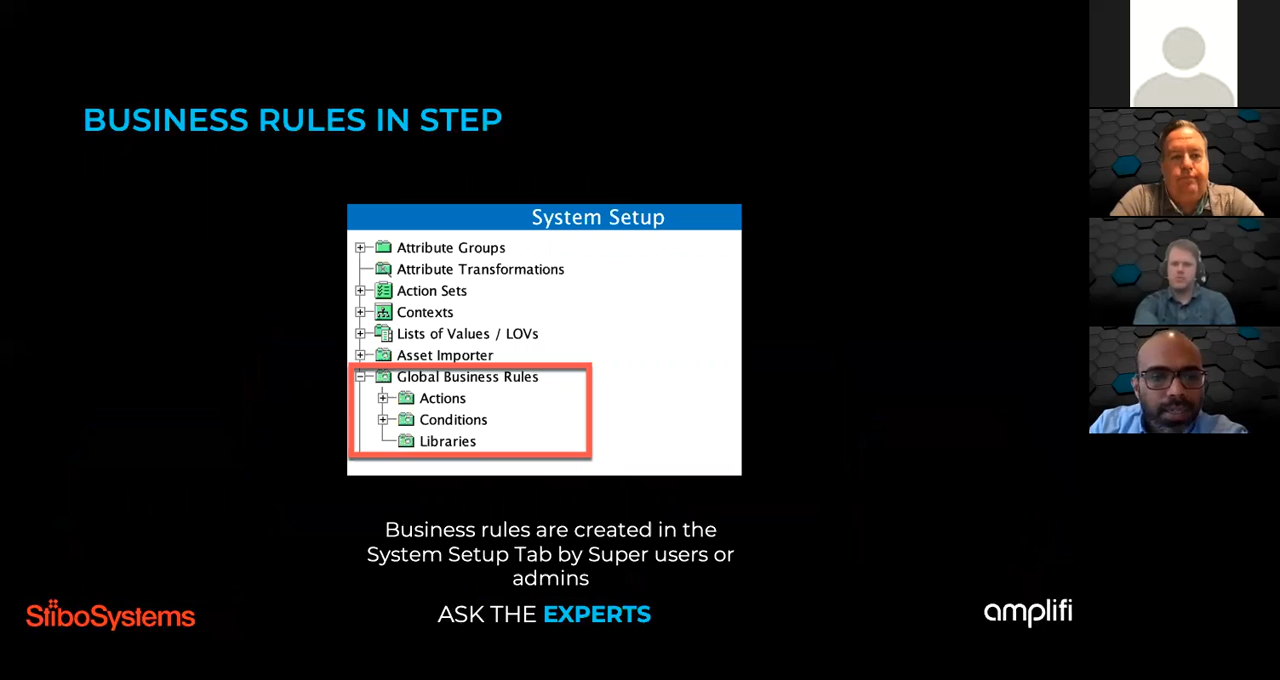 BUSINESS RULES IN STEP
System Setup
Attribute Groups
Attribute Transformations
Action Sets
Contexts
Lists of Values / LOVs
Asset Importer
Global Business Rules
Actions
Conditions
Libraries
Business rules are created in the
System Setup Tab by Super users or
admins
StiboSystems
ASK THE EXPERTS
amplifi